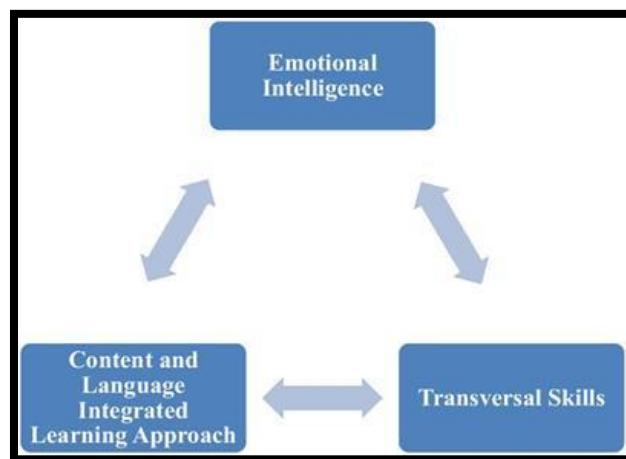 Emotional
Intelligence
Content and
Language
Integrated
Learning Approach
Transversal Skills